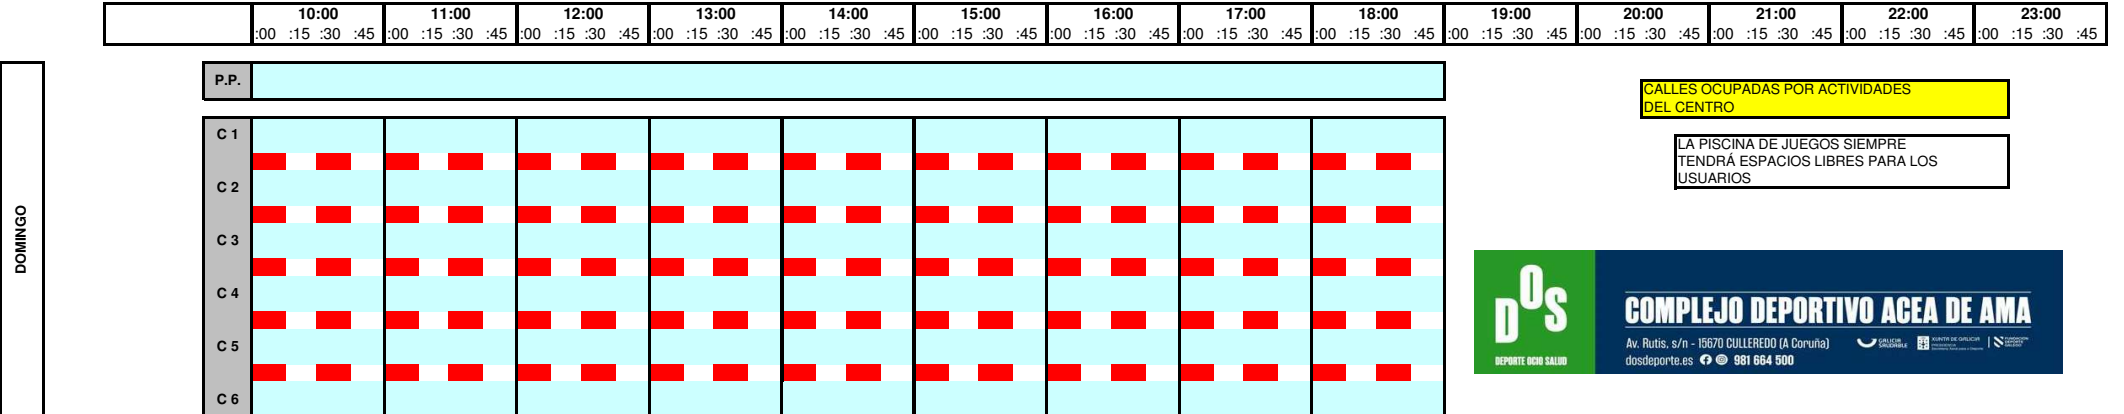 10:00 11:00 12:00 13:00 14:00 15:00 16:00 17:00 18:00 19:00 20:00 21:00 22:00 23:00
:00 :15 :30 :45 :00 :15 :30 :45 :00 :15 :30 :45 :00 :15 :30 :45 :00 :15 :30 :45 :00 :15 :30 :45 :00 :15 :30 :45 :00 :15 :30 :45 :00 :15 :30 :45 :00 :15 :30 :45 :00 :15 :30 :45 :00 :15 :30 :45 :00 :15 :30 :45 :00 :15 :30 :45
DOMINGO
P.P.
C 1
C 2
C 3
C 4
C 5
C 6
CALLES OCUPADAS POR ACTIVIDADES
DEL CENTRO
LA PISCINA DE JUEGOS SIEMPRE
TENDRÁ ESPACIOS LIBRES PARA LOS
USUARIOS
DOS
DEPORTE OCIO SALUD
COMPLEJO DEPORTIVO ACEA DE AMA
Av. Rutis, s/n - 15670 CULLEREDO (A Coruña)
dosdeporte.es 981 664 500
GALICIA
SAUDABLE
XUNTA DE GALICIA